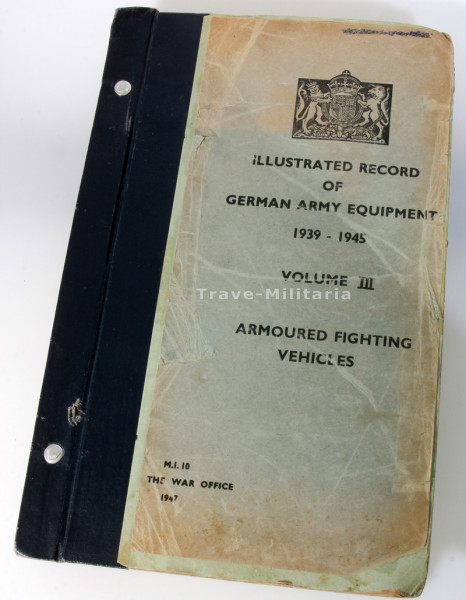 ILLUSTRATED RECORD
OF
GERMAN ARMY EQUIPMENT
1939 - 1945
VOLUME III
Trave-Militaria
ARMOURED FIGHTING
VEHICLES
M.I. 10
THE WAR OFFICE
1947